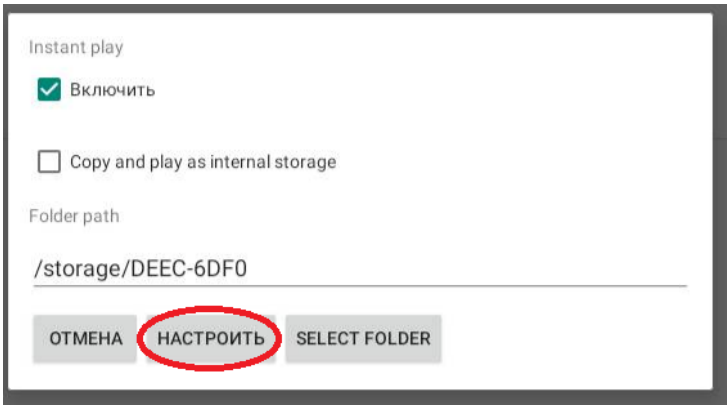 Instant play
Включить
Copy and play as internal storage
Folder path
/storage/DEEC-6DF0
ОТМЕНА НАСТРОИТЬ SELECT FOLDER